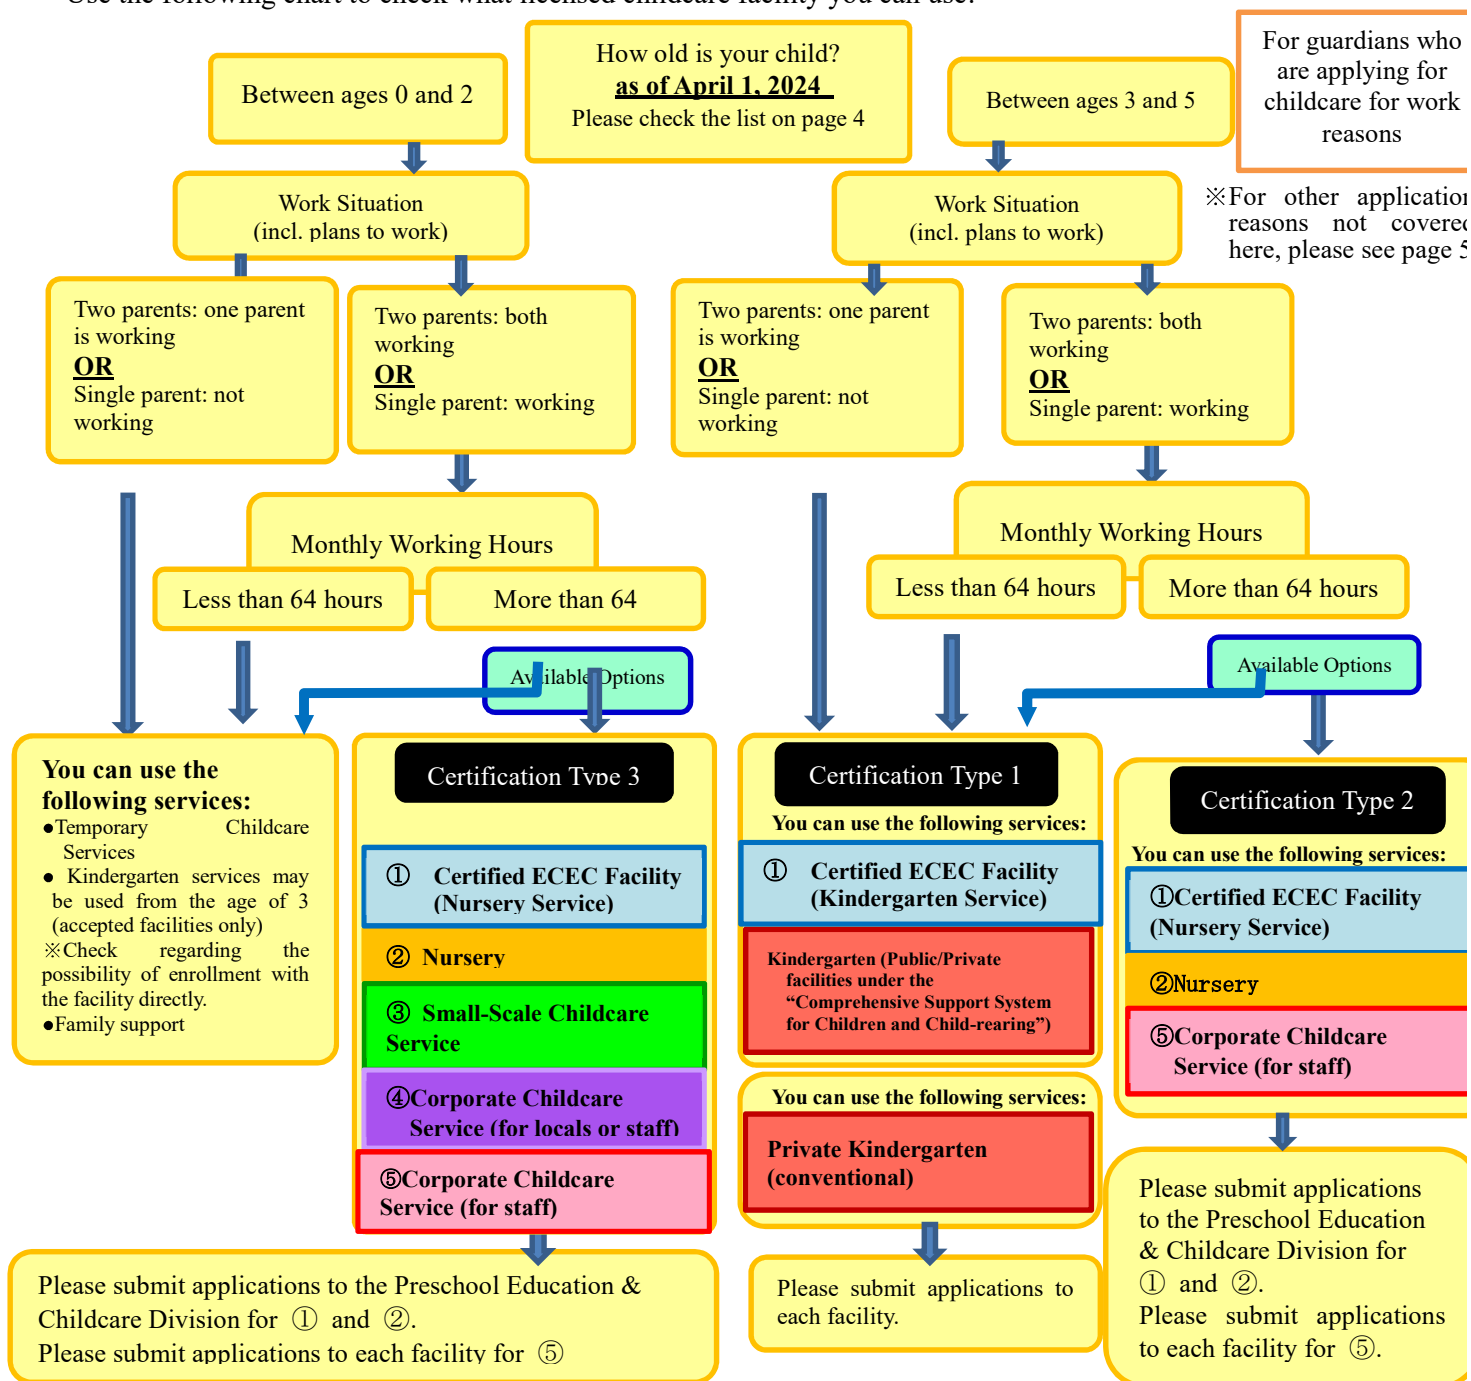 Use the following chart to check what licensed childcare facility you can use.
How old is your child?
as of April 1, 2024
Please check the list on page 4
Between ages 0 and 2
Between ages 3 and 5
For guardians who
are applying for
childcare for work
reasons
※For other application
reasons not covered
here, please see page 5
Work Situation
(incl. plans to work)
Work Situation
(incl. plans to work)
Two parents: one parent
is working
OR
Single parent: not
working
Two parents: both
working
OR
Single parent: working
Two parents: one parent
is working
OR
Single parent: not
working
Two parents: both
working
OR
Single parent: working
Monthly Working Hours
Less than 64 hours
More than 64
Monthly Working Hours
Less than 64 hours
More than 64 hours
Available Options
Available Options
You can use the
following services:
●Temporary Childcare
Services
● Kindergarten services may
be used from the age of 3
(accepted facilities only)
※Check regarding the
possibility of enrollment with
the facility directly.
●Family support
Certification Type 3
① Certified ECEC Facility
(Nursery Service)
② Nursery
③ Small-Scale Childcare
Service
④Corporate Childcare
Service (for locals or staff)
⑤Corporate Childcare
Service (for staff)
Please submit applications to the Preschool Education &
Childcare Division for ① and ②.
Please submit applications to each facility for ⑤
Certification Type 1
You can use the following services:
① Certified ECEC Facility
(Kindergarten Service)
Kindergarten (Public/Private
facilities under the
“Comprehensive Support System
for Children and Child-rearing”)
You can use the following services:
Private Kindergarten
(conventional)
Please submit applications to
each facility.
Certification Type 2
You can use the following services:
①Certified ECEC Facility
(Nursery Service)
②Nursery
⑤Corporate Childcare
Service (for staff)
Please submit applications
to the Preschool Education
& Childcare Division for
① and ②.
Please submit applications
to each facility for ⑤.